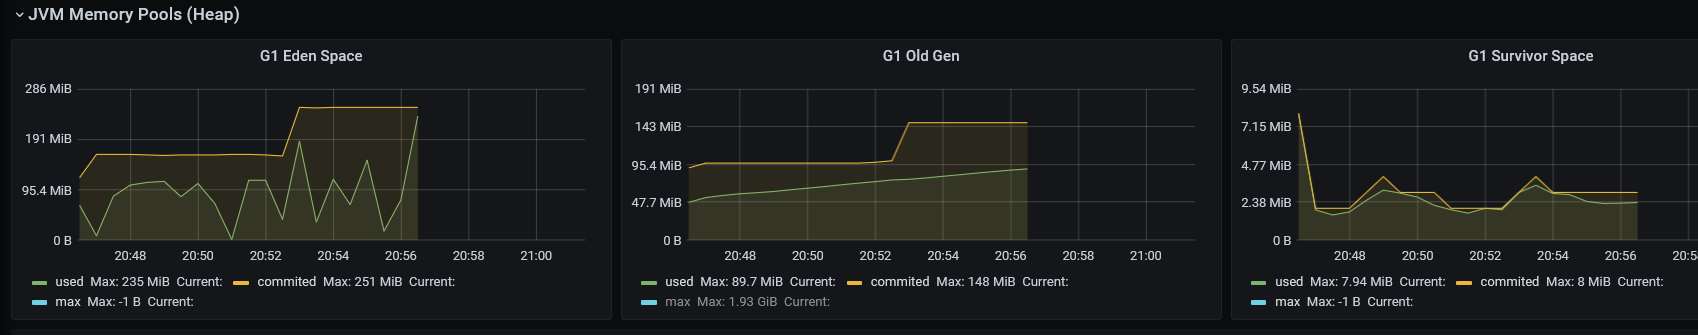 JVM Memory Pools (Heap)
G1 Eden Space
286 MiB
191 MiB
95.4 MiB
0 B
20:48 20:50 20:52 20:54 20:56 20:58 21:00
used Max: 235 MiB Current: commited Max: 251 MiB Current:
max Max: -1 B Current:
G1 Old Gen
191 MiB
143 MiB
95.4 MiB
47.7 MiB
0 B
20:48 20:50 20:52 20:54 20:56 20:58 21:00
used Max: 89.7 MiB Current: commited Max: 148 MiB Current:
max Max: 1.93 GiB Current:
G1 Survivor Space
9.54 MiB
7.15 MiB
4.77 MiB
2.38 MiB
0 B
20:48 20:50 20:52 20:54 20:56 20:5
used Max: 7.94 MiB Current: commited Max: 8 MiB Current:
max Max: -1 B Current: